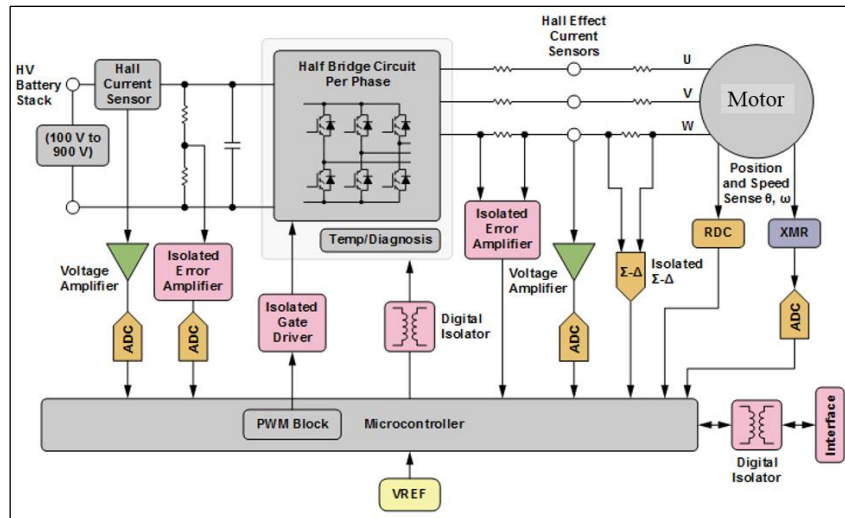 Hall Effect
Current
Sensors
HV
Battery
Stack
Hall
Current
Sensor
Half Bridge Circuit
Per Phase
U
V
W
Motor
(100 V to
900 V)
Position
and Speed
Sense θ, ω
Temp/Diagnosis
Isolated
Error
Amplifier
RDC
XMR
Voltage
Amplifier
Isolated
Error
Amplifier
Isolated
Gate
Driver
Digital
Isolator
Voltage
Amplifier
Σ-Δ
Isolated
Σ-Δ
ADC
ADC
ADC
ADC
PWM Block
Microcontroller
Digital
Isolator
Interface
VREF